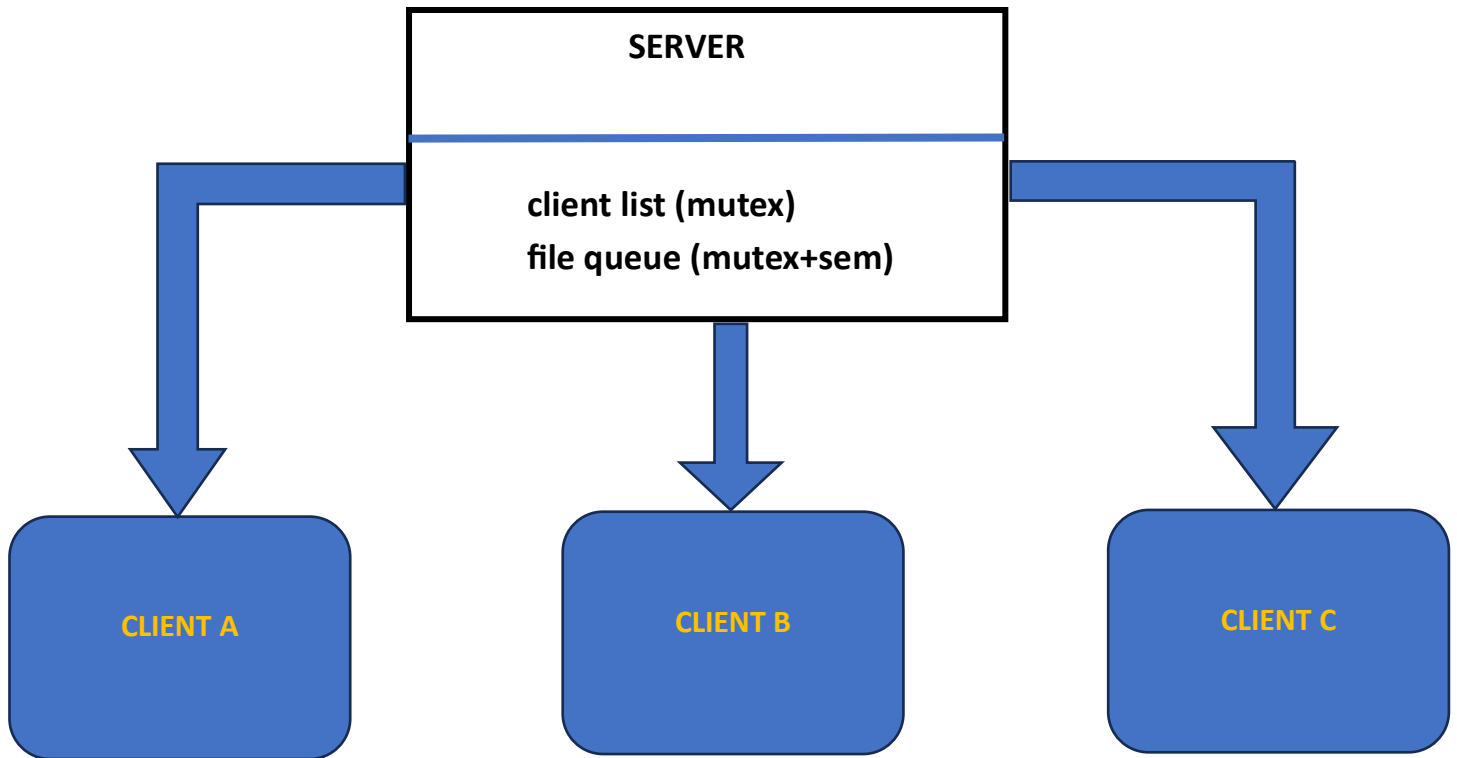 SERVER
client list (mutex)
file queue (mutex+sem)
CLIENT A
CLIENT B
CLIENT C